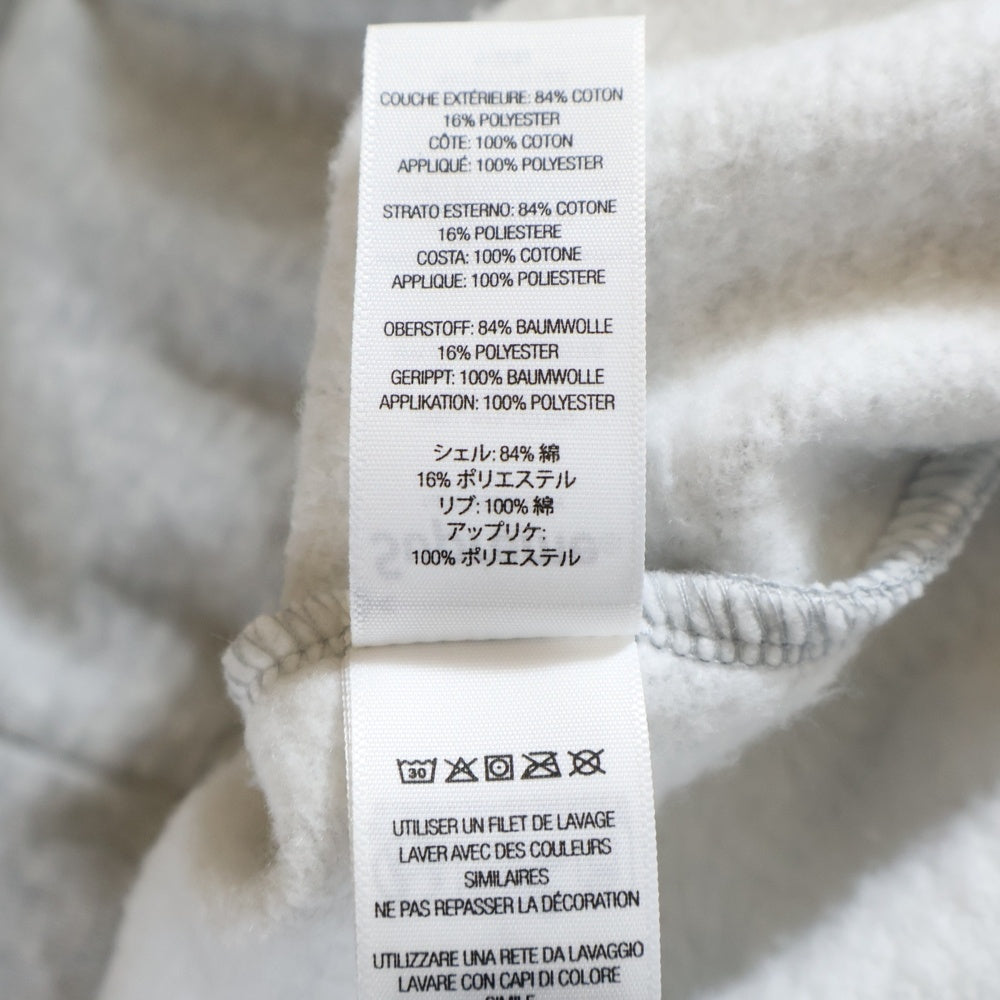 COUCHE EXTÉRIEURE: 84% COTON
16% POLYESTER
CÔTE: 100% COTON
APPLIQUÉ: 100% POLYESTER
STRATO ESTERNO: 84% COTONE
16% POLIESTERE
COSTA: 100% COTONE
APPLIQUE: 100% POLIESTERE
OBERSTOFF: 84% BAUMWOLLE
16% POLYESTER
GERIPPT: 100% BAUMWOLLE
APPLIKATION: 100% POLYESTER
シェル: 84% 綿
16% ポリエステル
リブ: 100% 綿
アップリケ:
100% ポリエステル
30
UTILISER UN FILET DE LAVAGE
LAVER AVEC DES COULEURS
SIMILAIRES
NE PAS REPASSER LA DÉCORATION
UTILIZZARE UNA RETE DA LAVAGGIO
LAVARE CON CAPI DI COLORE
SIMILE